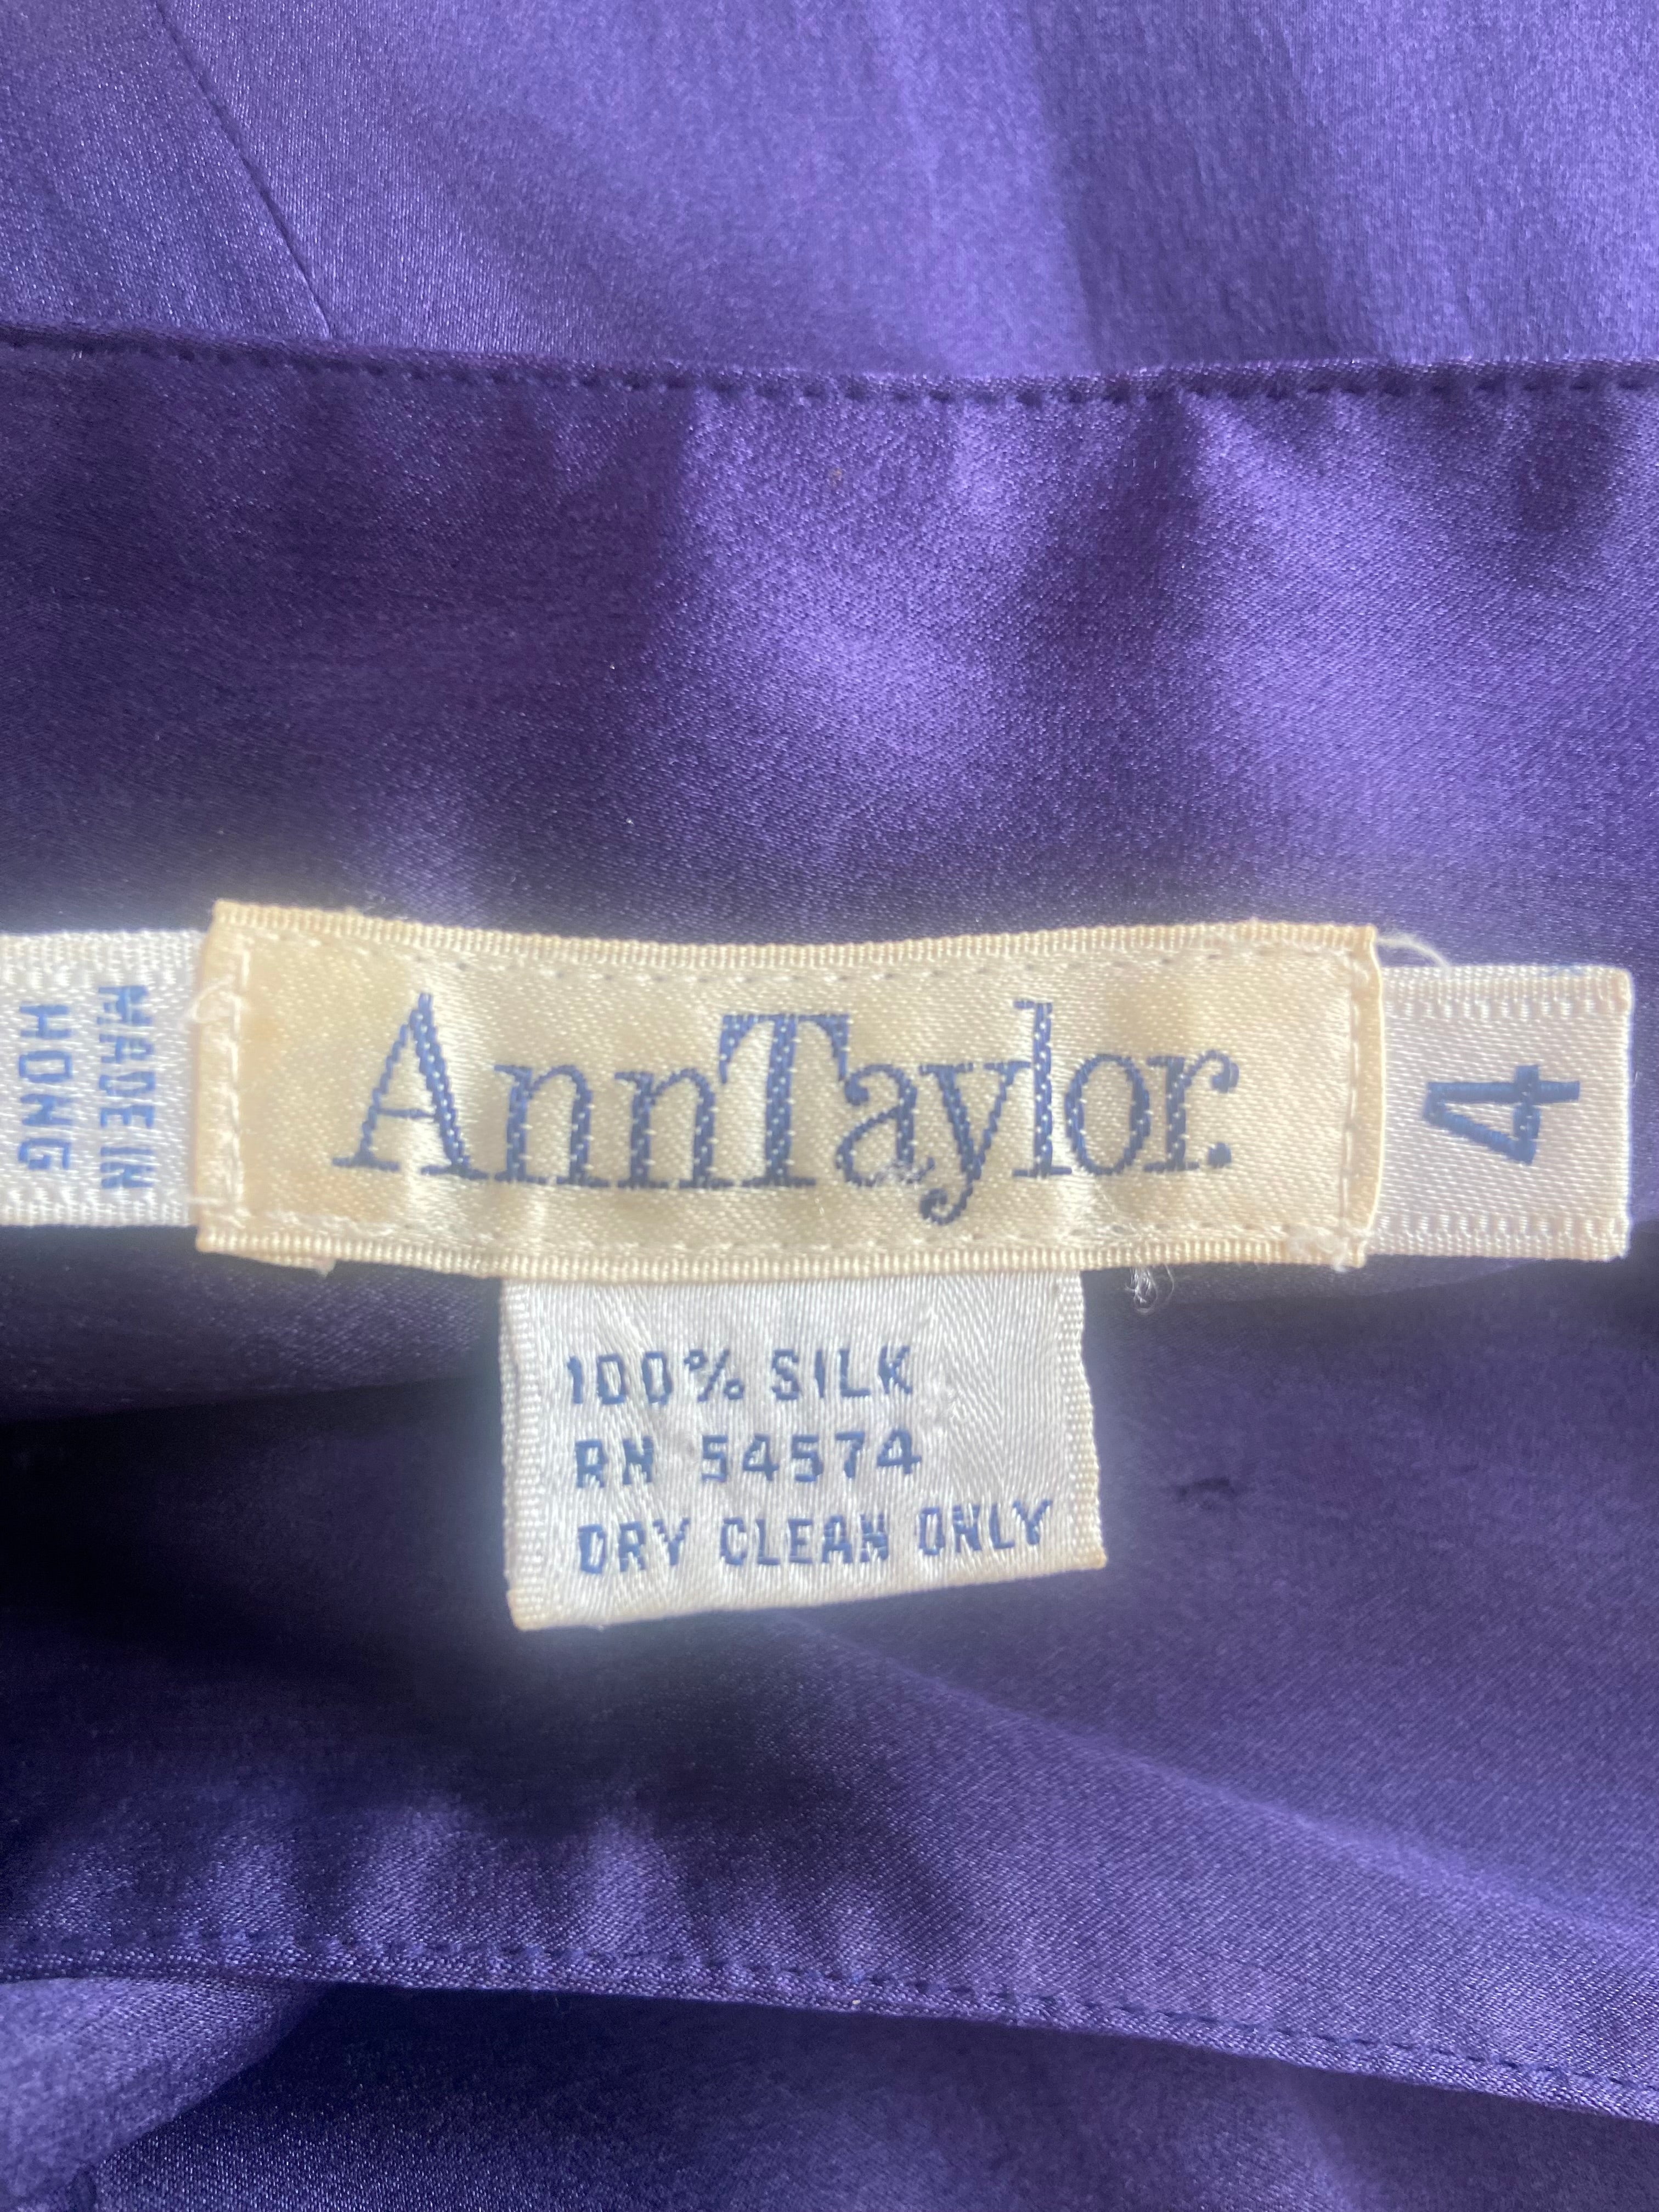 MADE IN
HONG
AnnTaylor.
4
100% SILK
RN 54574
DRY CLEAN ONLY